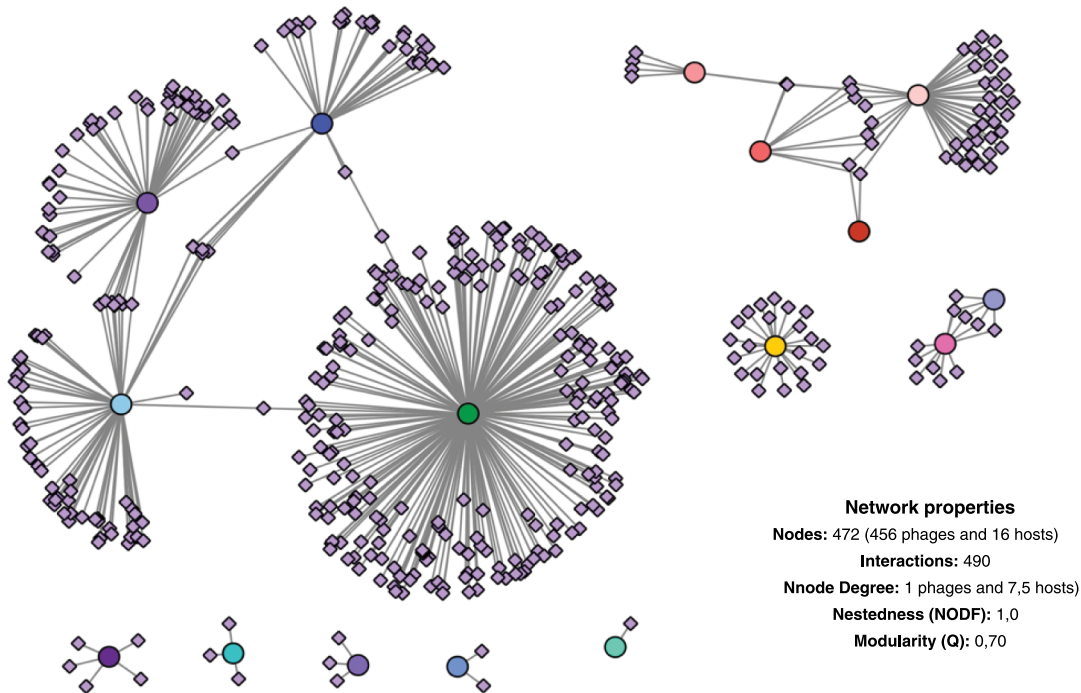 Network properties
Nodes: 472 (456 phages and 16 hosts)
Interactions: 490
Nnode Degree: 1 phages and 7,5 hosts)
Nestedness (NODF): 1,0
Modularity (Q): 0,70